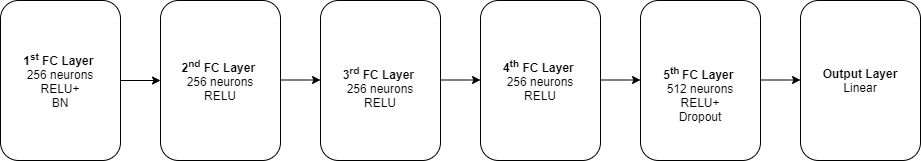 1st FC Layer
256 neurons
RELU+
BN
2nd FC Layer
256 neurons
RELU
3rd FC Layer
256 neurons
RELU
4th FC Layer
256 neurons
RELU
5th FC Layer
512 neurons
RELU+
Dropout
Output Layer
Linear